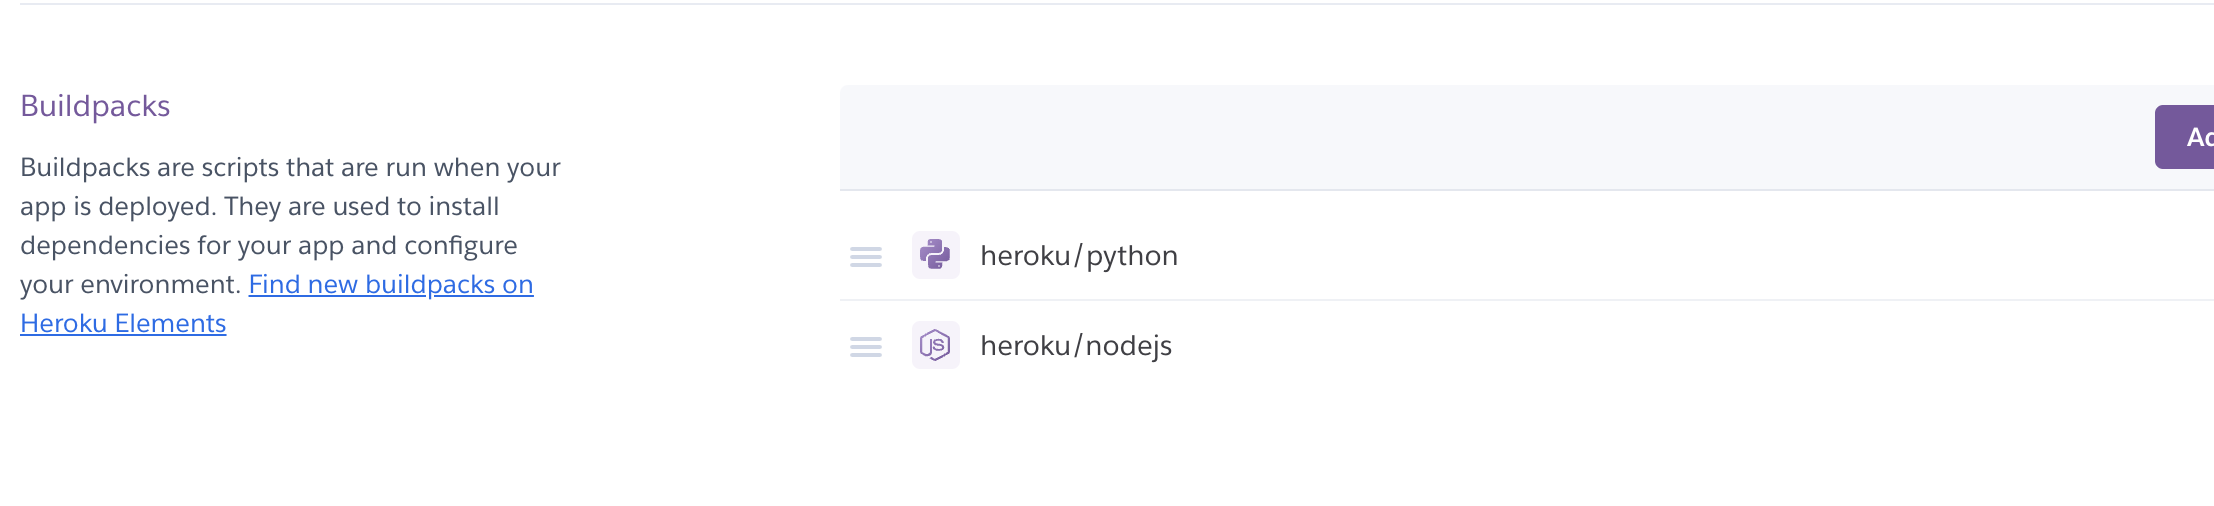 Buildpacks
Buildpacks are scripts that are run when your
app is deployed. They are used to install
dependencies for your app and configure
your environment. Find new buildpacks on
Heroku Elements
heroku/python
JS
heroku/nodejs